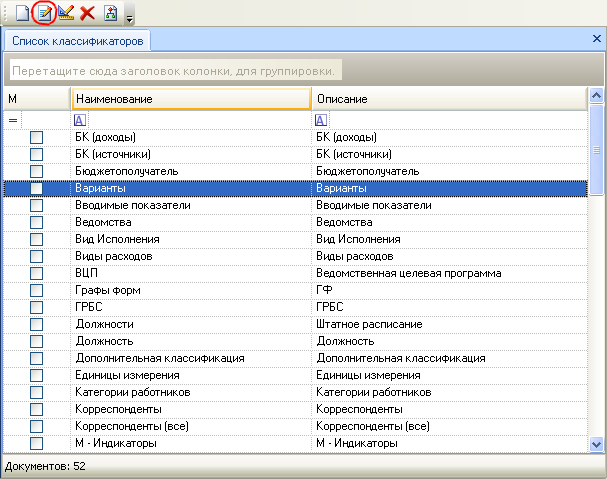 Список классификаторов
Перетащите сюда заголовок колонки, для группировки.
М Наименование Описание
= A A
БК (доходы) БК (доходы)
БК (источники) БК (источники)
Бюджетополучатель Бюджетополучатель
Варианты Варианты
Вводимые показатели Вводимые показатели
Ведомства Ведомства
Вид Исполнения Вид Исполнения
Виды расходов Виды расходов
ВЦП Ведомственная целевая программа
Графы форм ГФ
ГРБС ГРБС
Должности Штатное расписание
Должность Должность
Дополнительная классификация Дополнительная классификация
Единицы измерения Единицы измерения
Категории работников Категории работников
Корреспонденты Корреспонденты
Корреспонденты (все) Корреспонденты (все)
М - Индикаторы М - Индикаторы
Документов: 52